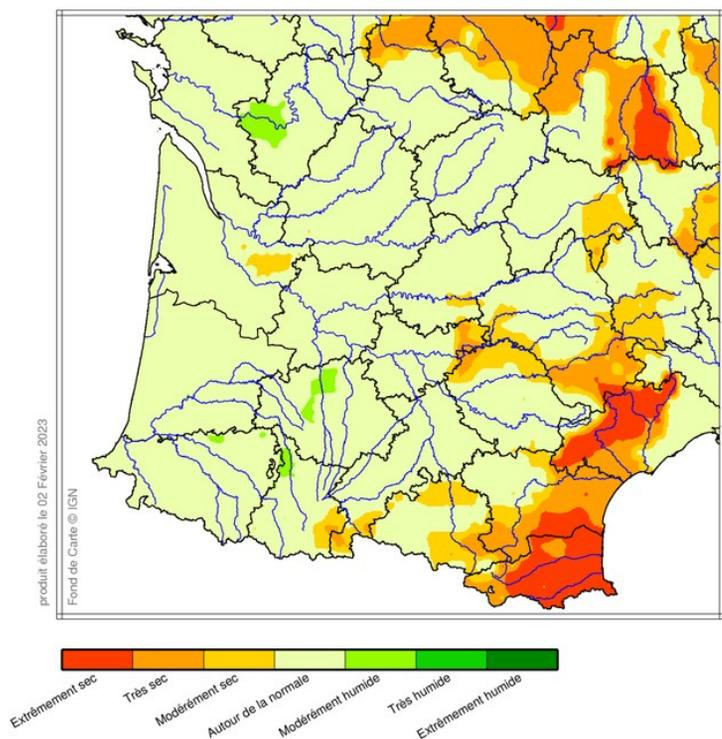 produit élaboré le 02 Février 2023
Fond de Carte © IGN
Extrêmement sec
Très sec
Modérément sec
Autour de la normale
Modérément humide
Très humide
Extrêmement humide